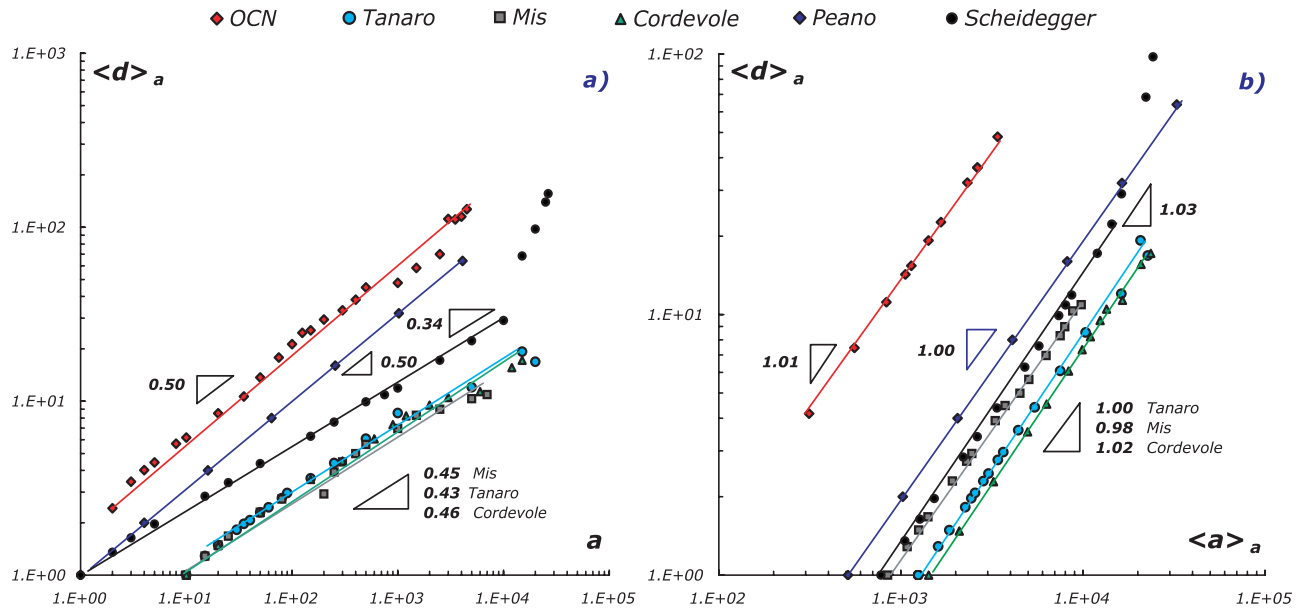 OCN Tanaro Mis Cordevole Peano Scheidegger
1.E+03
1.E+02
1.E+01
1.E+00
<d> a
a)
0.50
0.34
0.50
0.45 Mis
0.43 Tanaro
0.46 Cordevole
a
1.E+00 1.E+01 1.E+02 1.E+03 1.E+04 1.E+05
1.E+02
1.E+01
1.E+00
<d> a
b)
1.03
1.01
1.00
1.00 Tanaro
0.98 Mis
1.02 Cordevole
<a> a
1.E+02 1.E+03 1.E+04 1.E+05